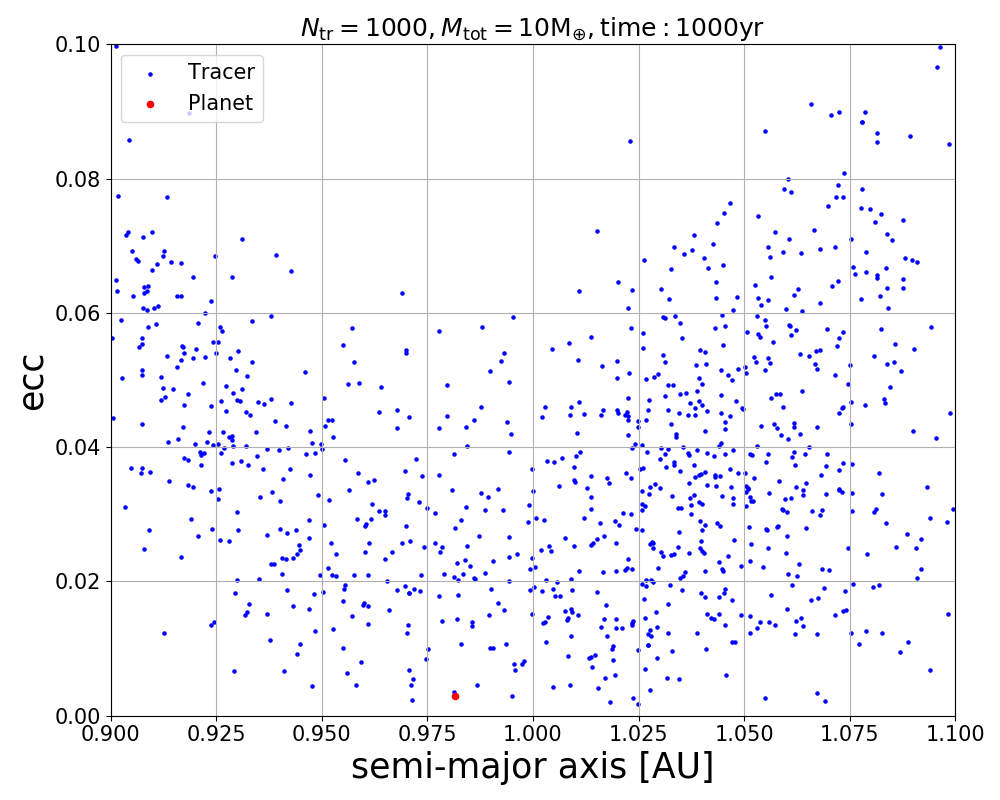 N_tr = 1000, M_tot = 10M_⊕, time : 1000yr
Tracer
Planet
ecc
0.10
0.08
0.06
0.04
0.02
0.00
0.900 0.925 0.950 0.975 1.000 1.025 1.050 1.075 1.100
semi-major axis [AU]